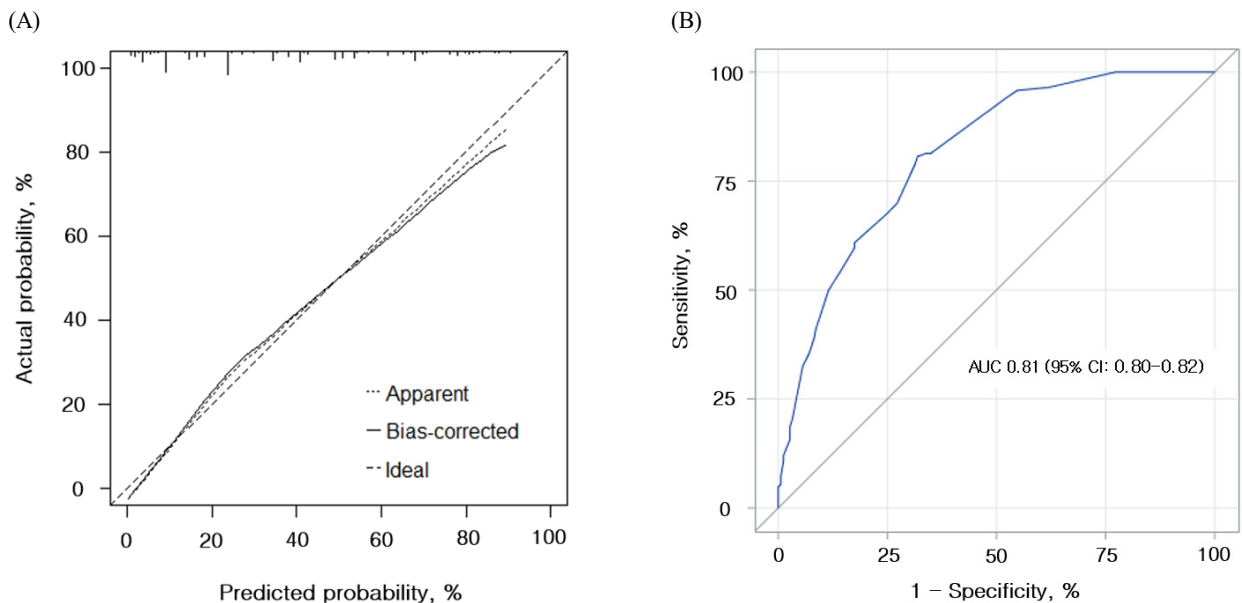 (A)
100
80
60
40
20
0
Actual probability, %
--- Apparent
— Bias-corrected
-- Ideal
0 20 40 60 80 100
Predicted probability, %
(B)
100
75
50
25
0
Sensitivity, %
AUC 0.81 (95% CI: 0.80-0.82)
0 25 50 75 100
1 - Specificity, %